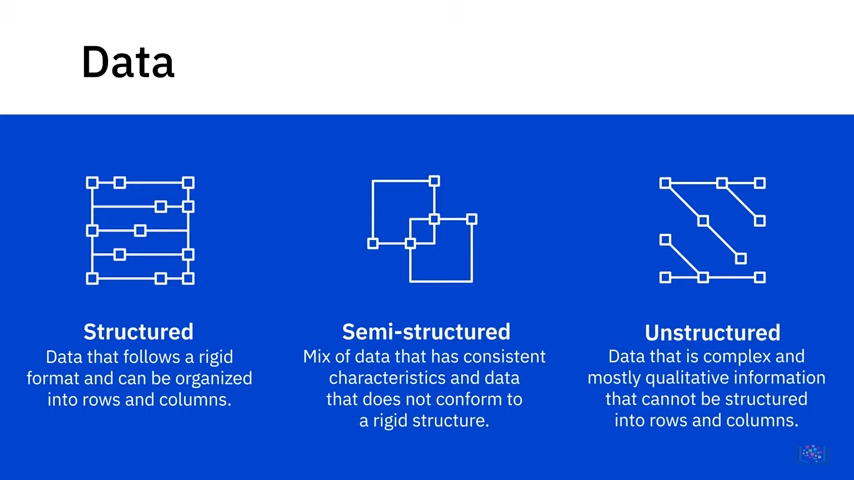 Data
Structured
Data that follows a rigid
format and can be organized
into rows and columns.
Semi-structured
Mix of data that has consistent
characteristics and data
that does not conform to
a rigid structure.
Unstructured
Data that is complex and
mostly qualitative information
that cannot be structured
into rows and columns.